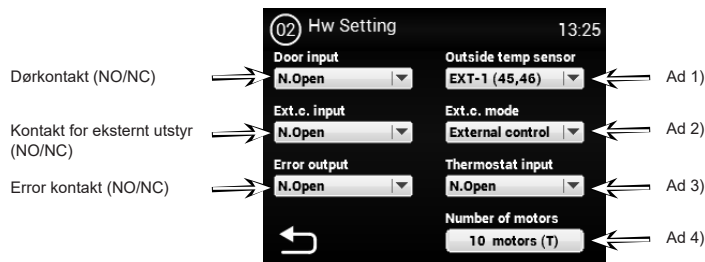 02 Hw Setting 13:25
Door input Outside temp sensor
Dørkontakt (NO/NC) N.Open EXT-1 (45,46) Ad 1)
Ext.c. input Ext.c. mode
Kontakt for eksternt utstyr
(NO/NC) N.Open External control Ad 2)
Error output Thermostat input
Error kontakt (NO/NC) N.Open N.Open Ad 3)
Number of motors
10 motors (T) Ad 4)